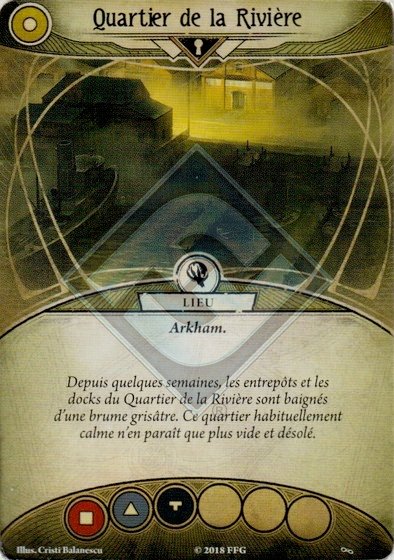 Quartier de la Rivière
LIEU
Arkham.
Depuis quelques semaines, les entrepôts et les
docks du Quartier de la Rivière sont baignés
d'une brume grisâtre. Ce quartier habituellement
calme n'en paraît que plus vide et désolé.
Illus. Cristi Balanescu © 2018 FFG